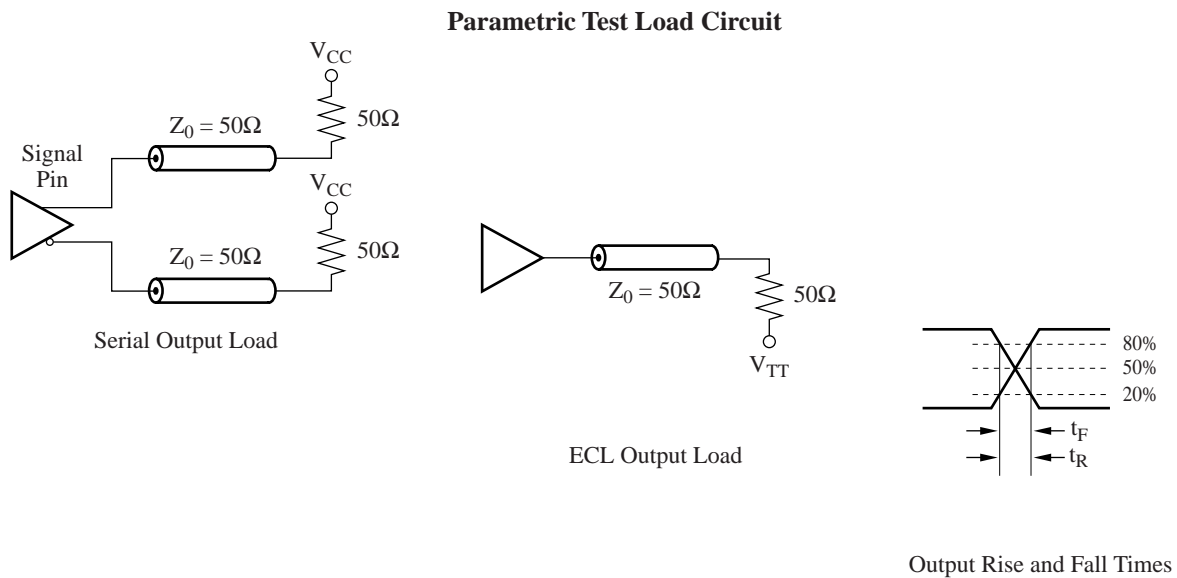 Parametric Test Load Circuit
V_CC
50Ω
Z_0 = 50Ω
Signal
Pin
V_CC
50Ω
Z_0 = 50Ω
Serial Output Load
Z_0 = 50Ω
50Ω
V_TT
ECL Output Load
80%
50%
20%
t_F
t_R
Output Rise and Fall Times